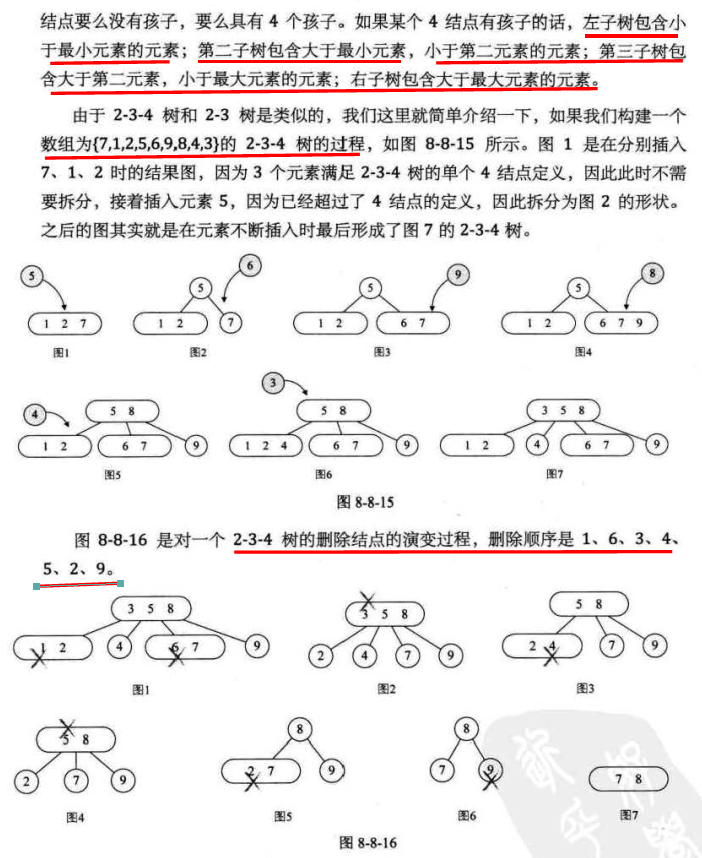 结点要么没有孩子，要么具有 4 个孩子。如果某个 4 结点有孩子的话，左子树包含小
于最小元素的元素；第二子树包含大于最小元素，小于第二元素的元素；第三子树包
含大于第二元素，小于最大元素的元素；右子树包含大于最大元素的元素。
由于 2-3-4 树和 2-3 树是类似的，我们这里就简单介绍一下，如果我们构建一个
数组为{7,1,2,5,6,9,8,4,3}的 2-3-4 树的过程，如图 8-8-15 所示。图 1 是在分别插入
7、1、2 时的结果图，因为 3 个元素满足 2-3-4 树的单个 4 结点定义，因此此时不需
要拆分，接着插入元素 5，因为已经超过了 4 结点的定义，因此拆分为图 2 的形状。
之后的图其实就是在元素不断插入时最后形成了图 7 的 2-3-4 树。
5 1 2 7
图1
6 5 1 2 7
图2
9 5 1 2 6 7
图3
8 5 1 2 6 7 9
图4
4 5 8 1 2 6 7 9
图5
3 5 8 1 2 4 6 7 9
图6
3 5 8 1 2 4 6 7 9
图7
图 8-8-15
图 8-8-16 是对一个 2-3-4 树的删除结点的演变过程，删除顺序是 1、6、3、4、
5、2、9。
3 5 8 1 2 4 6 7 9
图1
3 5 8 2 4 7 9
图2
5 8 2 4 7 9
图3
5 8 2 7 9
图4
8 2 7 9
图5
8 7 9
图6
7 8
图7
图 8-8-16